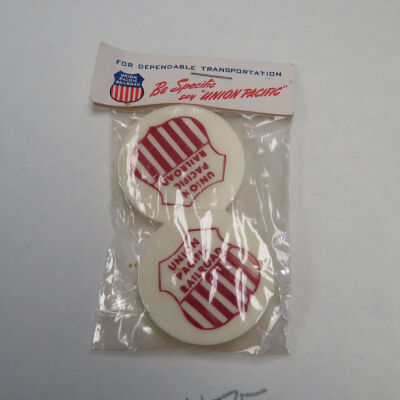 FOR DEPENDABLE TRANSPORTATION
UNION
PACIFIC
RAILROAD
Be Specific
say "UNION PACIFIC"
UNION
PACIFIC
RAILROAD
UNION
PACIFIC
RAILROAD